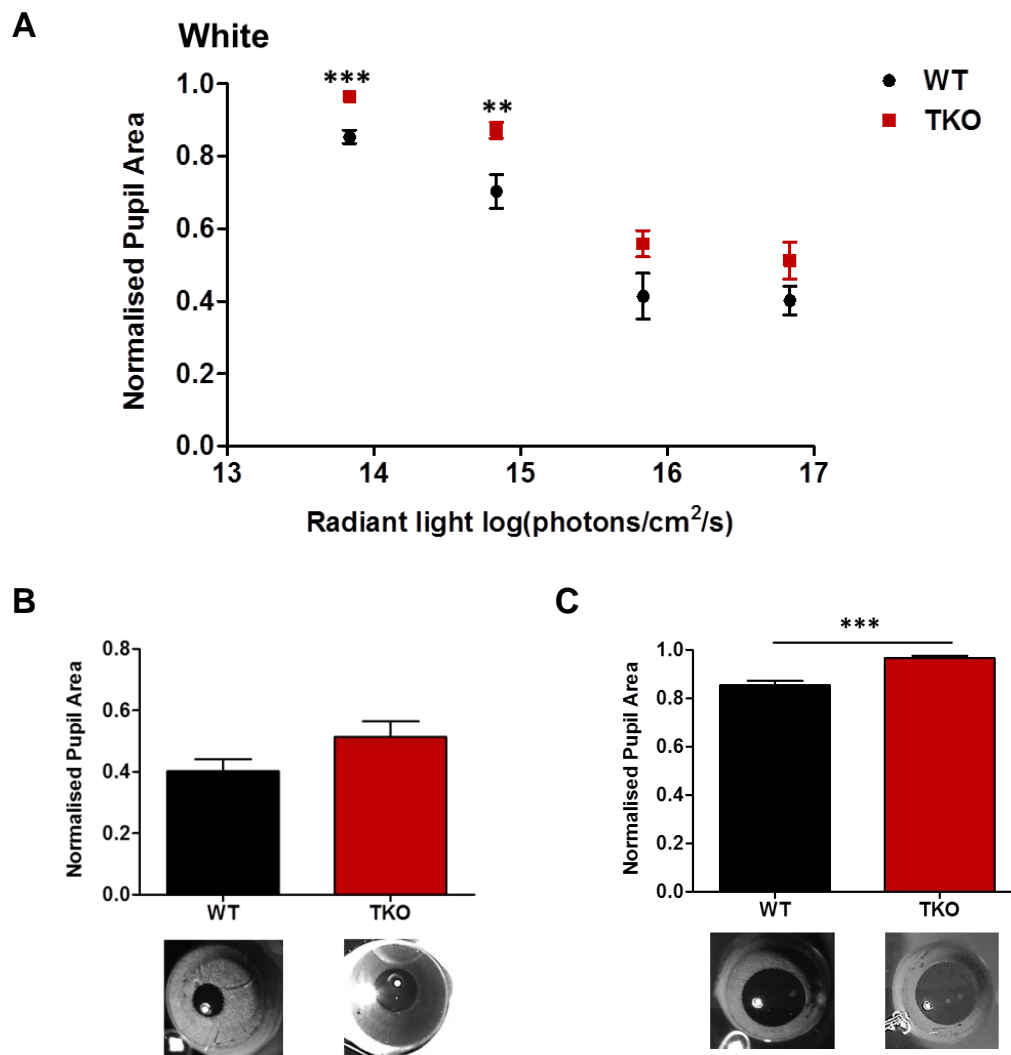 A
White
WT
TKO
***
**
1.0
0.8
0.6
0.4
0.2
0.0
Normalised Pupil Area
13 14 15 16 17
Radiant light log(photons/cm²/s)
B
0.8
0.6
0.4
0.2
0.0
Normalised Pupil Area
WT TKO
C
***
1.0
0.8
0.6
0.4
0.2
0.0
Normalised Pupil Area
WT TKO